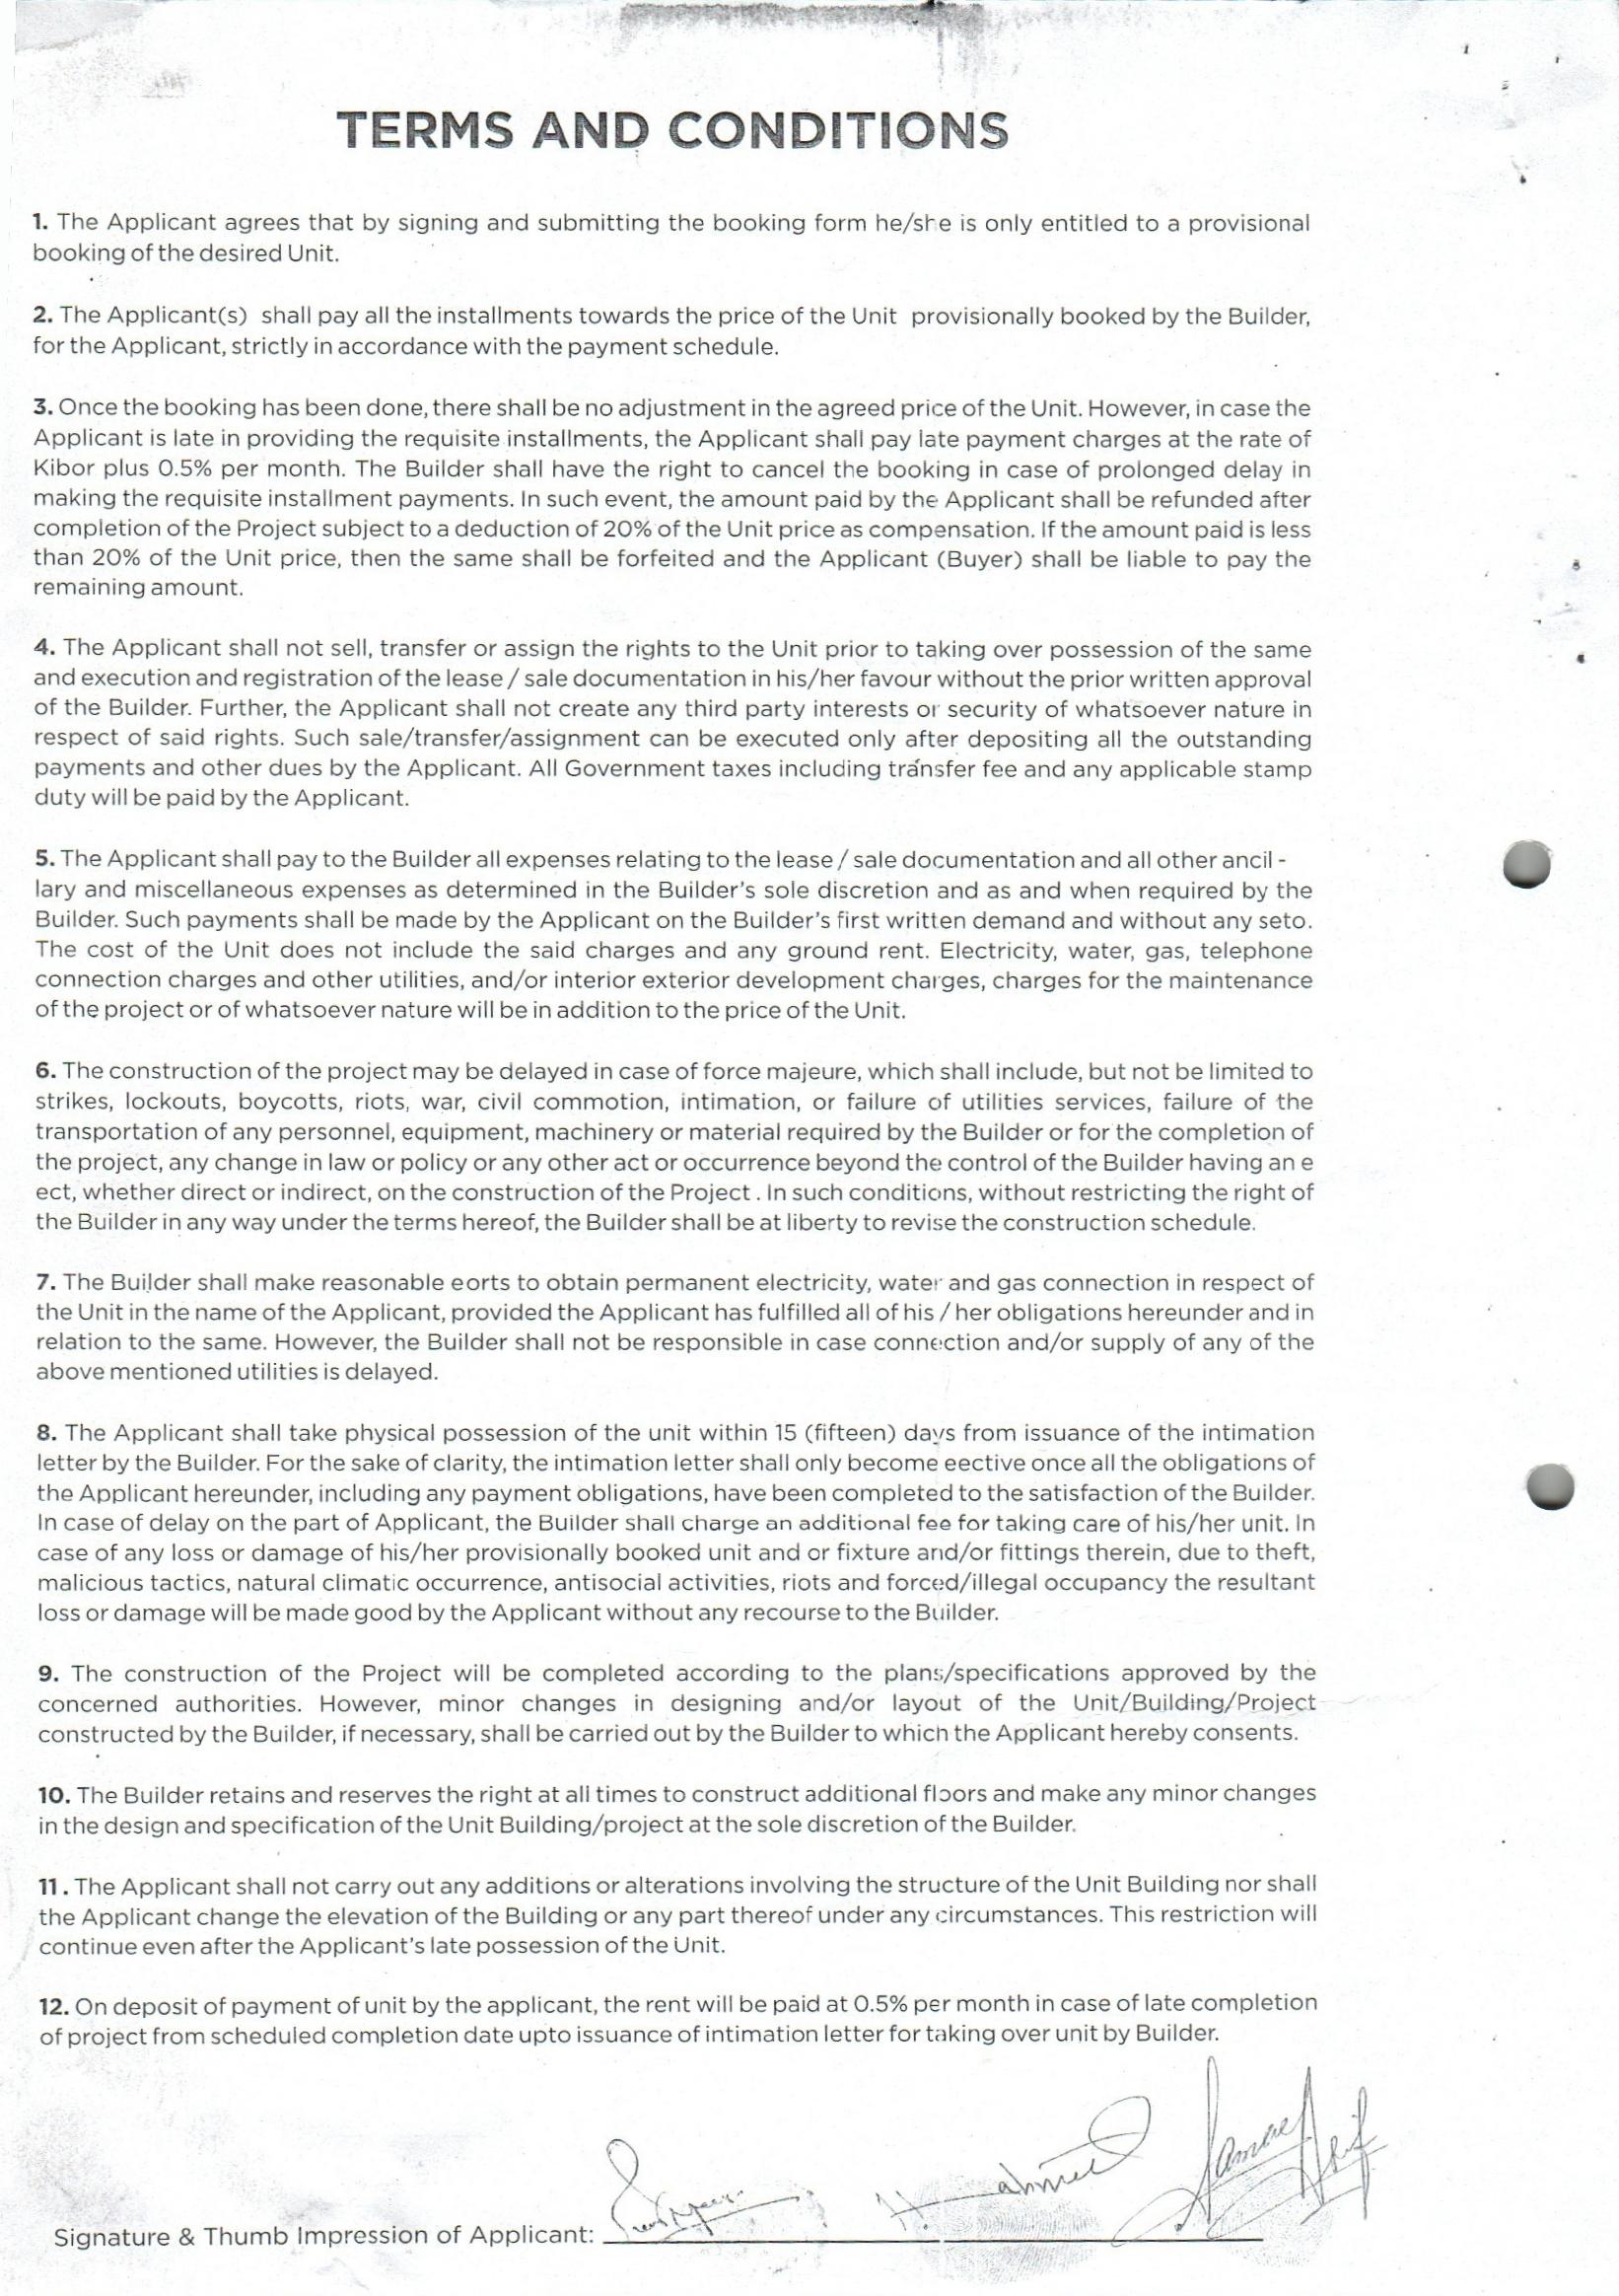 TERMS AND CONDITIONS
1. The Applicant agrees that by signing and submitting the booking form he/she is only entitled to a provisional
booking of the desired Unit.
2. The Applicant(s) shall pay all the installments towards the price of the Unit provisionally booked by the Builder,
for the Applicant, strictly in accordance with the payment schedule.
3. Once the booking has been done, there shall be no adjustment in the agreed price of the Unit. However, in case the
Applicant is late in providing the requisite installments, the Applicant shall pay late payment charges at the rate of
Kibor plus 0.5% per month. The Builder shall have the right to cancel the booking in case of prolonged delay in
making the requisite installment payments. In such event, the amount paid by the Applicant shall be refunded after
completion of the Project subject to a deduction of 20% of the Unit price as compensation. If the amount paid is less
than 20% of the Unit price, then the same shall be forfeited and the Applicant (Buyer) shall be liable to pay the
remaining amount.
4. The Applicant shall not sell, transfer or assign the rights to the Unit prior to taking over possession of the same
and execution and registration of the lease / sale documentation in his/her favour without the prior written approval
of the Builder. Further, the Applicant shall not create any third party interests or security of whatsoever nature in
respect of said rights. Such sale/transfer/assignment can be executed only after depositing all the outstanding
payments and other dues by the Applicant. All Government taxes including transfer fee and any applicable stamp
duty will be paid by the Applicant.
5. The Applicant shall pay to the Builder all expenses relating to the lease / sale documentation and all other ancil -
lary and miscellaneous expenses as determined in the Builder's sole discretion and as and when required by the
Builder. Such payments shall be made by the Applicant on the Builder's first written demand and without any seto.
The cost of the Unit does not include the said charges and any ground rent. Electricity, water, gas, telephone
connection charges and other utilities, and/or interior exterior development charges, charges for the maintenance
of the project or of whatsoever nature will be in addition to the price of the Unit.
6. The construction of the project may be delayed in case of force majeure, which shall include, but not be limited to
strikes, lockouts, boycotts, riots, war, civil commotion, intimation, or failure of utilities services, failure of the
transportation of any personnel, equipment, machinery or material required by the Builder or for the completion of
the project, any change in law or policy or any other act or occurrence beyond the control of the Builder having an e
ect, whether direct or indirect, on the construction of the Project . In such conditions, without restricting the right of
the Builder in any way under the terms hereof, the Builder shall be at liberty to revise the construction schedule.
7. The Builder shall make reasonable eorts to obtain permanent electricity, water and gas connection in respect of
the Unit in the name of the Applicant, provided the Applicant has fulfilled all of his / her obligations hereunder and in
relation to the same. However, the Builder shall not be responsible in case connection and/or supply of any of the
above mentioned utilities is delayed.
8. The Applicant shall take physical possession of the unit within 15 (fifteen) days from issuance of the intimation
letter by the Builder. For the sake of clarity, the intimation letter shall only become eective once all the obligations of
the Applicant hereunder, including any payment obligations, have been completed to the satisfaction of the Builder.
In case of delay on the part of Applicant, the Builder shall charge an additional fee for taking care of his/her unit. In
case of any loss or damage of his/her provisionally booked unit and or fixture and/or fittings therein, due to theft,
malicious tactics, natural climatic occurrence, antisocial activities, riots and forced/illegal occupancy the resultant
loss or damage will be made good by the Applicant without any recourse to the Builder.
9. The construction of the Project will be completed according to the plans/specifications approved by the
concerned authorities. However, minor changes in designing and/or layout of the Unit/Building/Project
constructed by the Builder, if necessary, shall be carried out by the Builder to which the Applicant hereby consents.
10. The Builder retains and reserves the right at all times to construct additional floors and make any minor changes
in the design and specification of the Unit Building/project at the sole discretion of the Builder.
11. The Applicant shall not carry out any additions or alterations involving the structure of the Unit Building nor shall
the Applicant change the elevation of the Building or any part thereof under any circumstances. This restriction will
continue even after the Applicant's late possession of the Unit.
12. On deposit of payment of unit by the applicant, the rent will be paid at 0.5% per month in case of late completion
of project from scheduled completion date upto issuance of intimation letter for taking over unit by Builder.
Signature & Thumb Impression of Applicant: